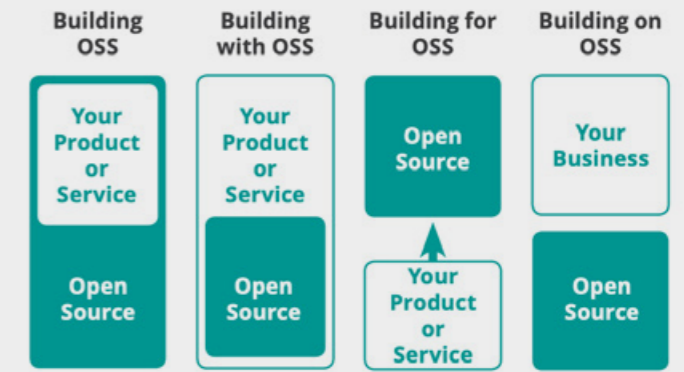 Building
OSS
Building
with OSS
Building for
OSS
Building on
OSS
Your
Product
or
Service
Open
Source
Your
Product
or
Service
Open
Source
Open
Source
Your
Product
or
Service
Your
Business
Open
Source